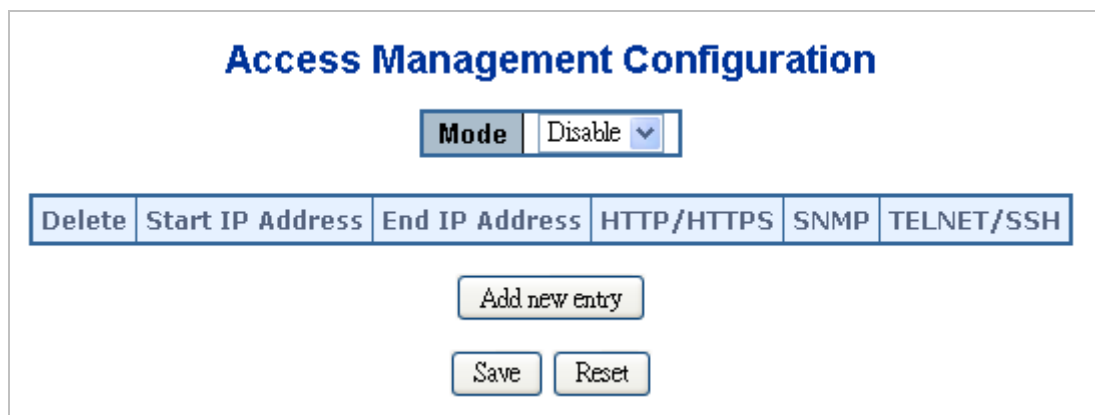 Access Management Configuration
Mode Disable
Delete Start IP Address End IP Address HTTP/HTTPS SNMP TELNET/SSH
Add new entry
Save Reset